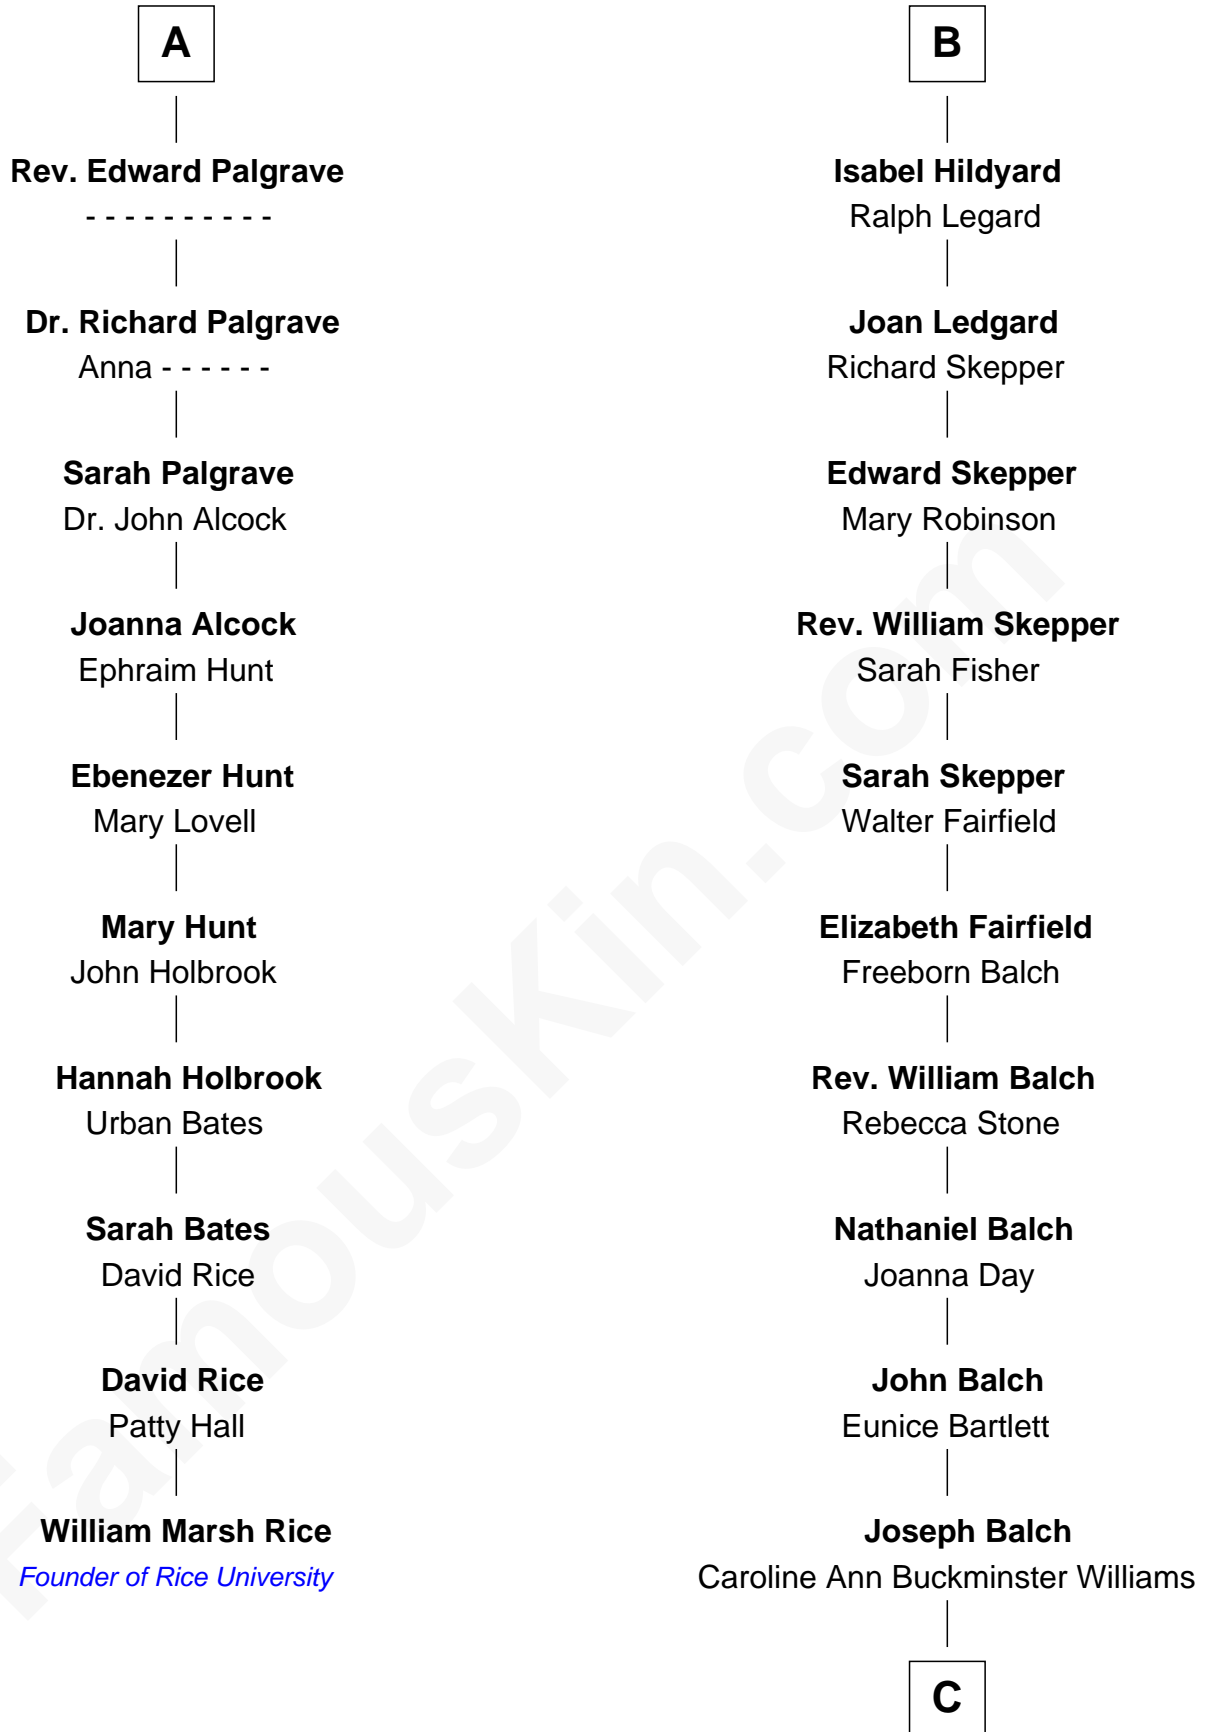 A
Rev. Edward Palgrave
- - - - - - - - - -
Dr. Richard Palgrave
Anna - - - - - -
Sarah Palgrave
Dr. John Alcock
Joanna Alcock
Ephraim Hunt
Ebenezer Hunt
Mary Lovell
Mary Hunt
John Holbrook
Hannah Holbrook
Urban Bates
Sarah Bates
David Rice
David Rice
Patty Hall
William Marsh Rice
Founder of Rice University
B
Isabel Hildyard
Ralph Legard
Joan Ledgard
Richard Skepper
Edward Skepper
Mary Robinson
Rev. William Skepper
Sarah Fisher
Sarah Skepper
Walter Fairfield
Elizabeth Fairfield
Freeborn Balch
Rev. William Balch
Rebecca Stone
Nathaniel Balch
Joanna Day
John Balch
Eunice Bartlett
Joseph Balch
Caroline Ann Buckminster Williams
C
FamousKin.com